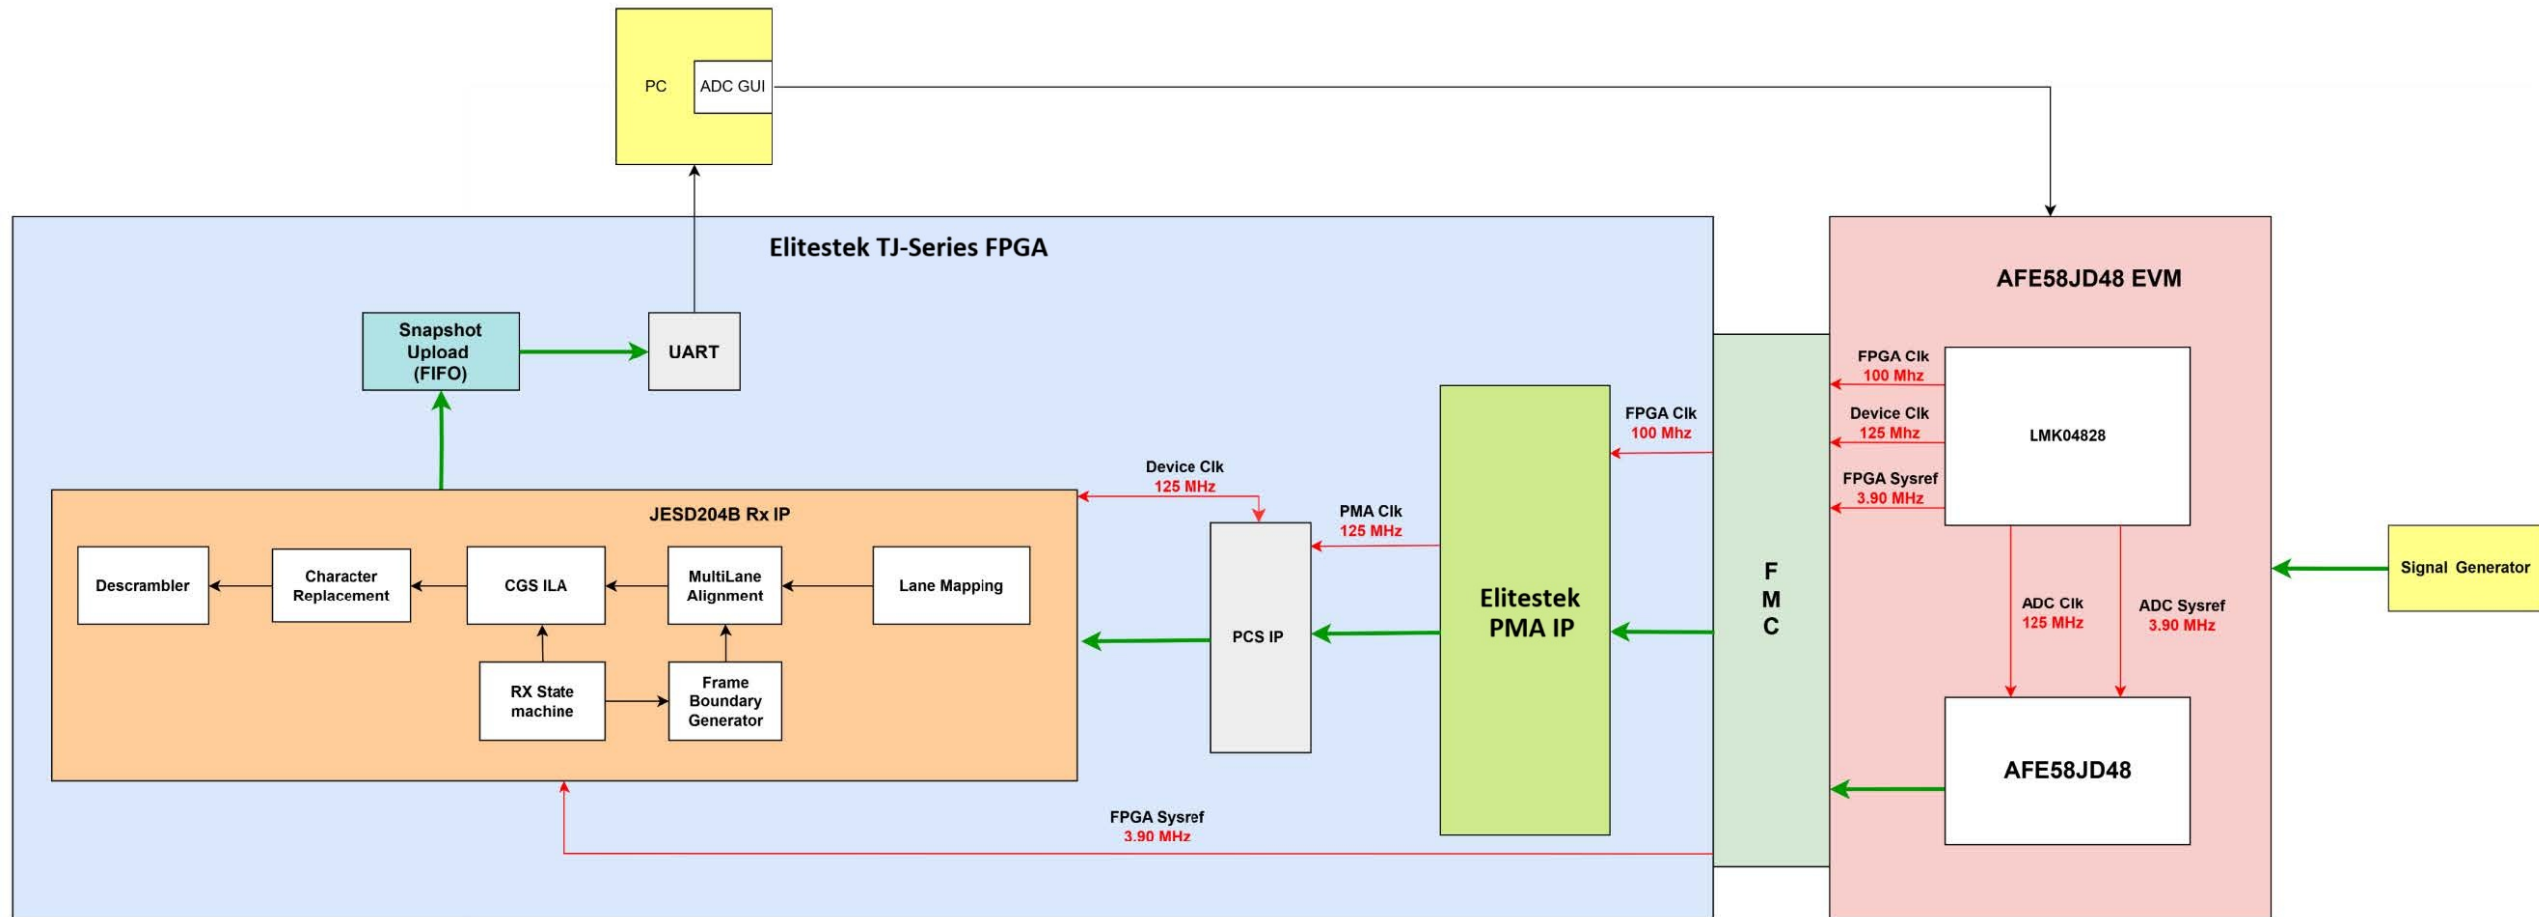 PC
ADC GUI
Elitestek TJ-Series FPGA
AFE58JD48 EVM
Snapshot
Upload
(FIFO)
UART
FPGA Clk
100 Mhz
Device Clk
125 Mhz
FPGA Sysref
3.90 MHz
LMK04828
FPGA Clk
100 Mhz
Device Clk
125 MHz
PMA Clk
125 MHz
JESD204B Rx IP
Descrambler
Character
Replacement
CGS ILA
MultiLane
Alignment
Lane Mapping
RX State
machine
Frame
Boundary
Generator
PCS IP
Elitestek
PMA IP
F
M
C
Signal Generator
ADC Clk
125 MHz
ADC Sysref
3.90 MHz
AFE58JD48
FPGA Sysref
3.90 MHz